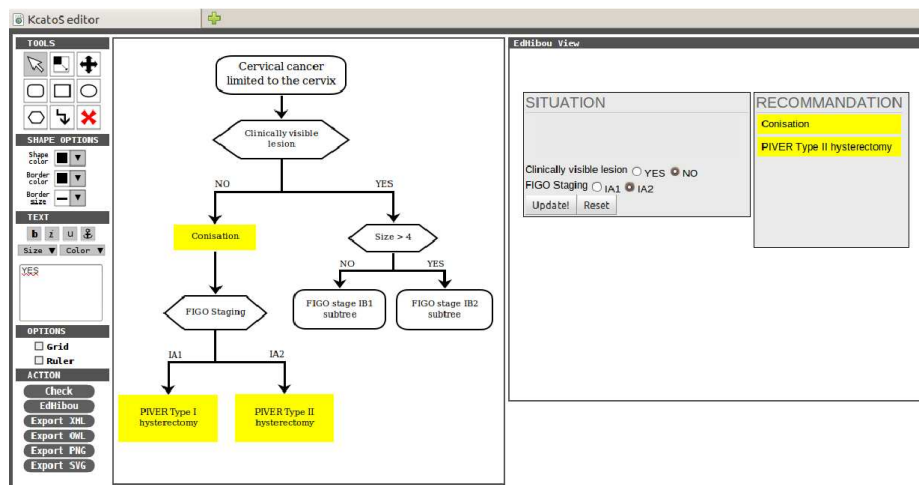 KcatoS editor
TOOLS
SHAPE OPTIONS
Shape
color
Border
color
Border
size
TEXT
b i u
Size ▼ Color ▼
YES
OPTIONS
Grid
Ruler
ACTION
Check
EdHibou
Export XML
Export OWL
Export PNG
Export SVG
Cervical cancer
limited to the cervix
Clinically visible
lesion
NO
YES
Conisation
Size > 4
NO
YES
FIGO Staging
FIGO stage IB1
subtree
FIGO stage IB2
subtree
IA1
IA2
PIVER Type I
hysterectomy
PIVER Type II
hysterectomy
EdHibou View
SITUATION
Clinically visible lesion YES NO
FIGO Staging IA1 IA2
Update! Reset
RECOMMANDATION
Conisation
PIVER Type II hysterectomy